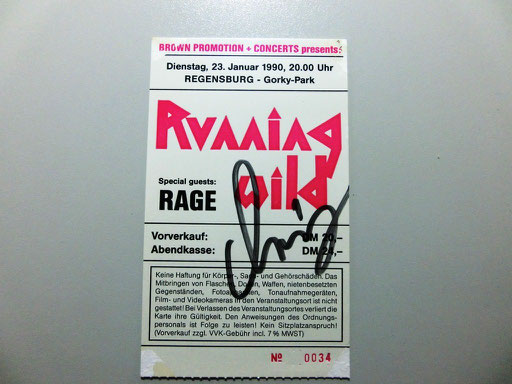 BROWN PROMOTION + CONCERTS presents:
Dienstag, 23. Januar 1990, 20.00 Uhr
REGENSBURG - Gorky-Park
Running
Wild
Special guests:
RAGE
Vorverkauf: DM 20,–
Abendkasse: DM 24,–
Keine Haftung für Körper-, Sach- und Gehörschäden. Das
Mitbringen von Flaschen, Dosen, Waffen, nietenbesetzten
Gegenständen, Fotoapparaten, Tonaufnahmegeräten,
Film- und Videokameras in den Veranstaltungsort ist nicht
gestattet! Bei Verlassen des Veranstaltungsortes verliert die
Karte ihre Gültigkeit. Den Anweisungen des Ordnungs-
personals ist Folge zu leisten! Kein Sitzplatzanspruch!
(Vorverkauf zzgl. VVK-Gebühr incl. 7 % MWST)
№ 0034